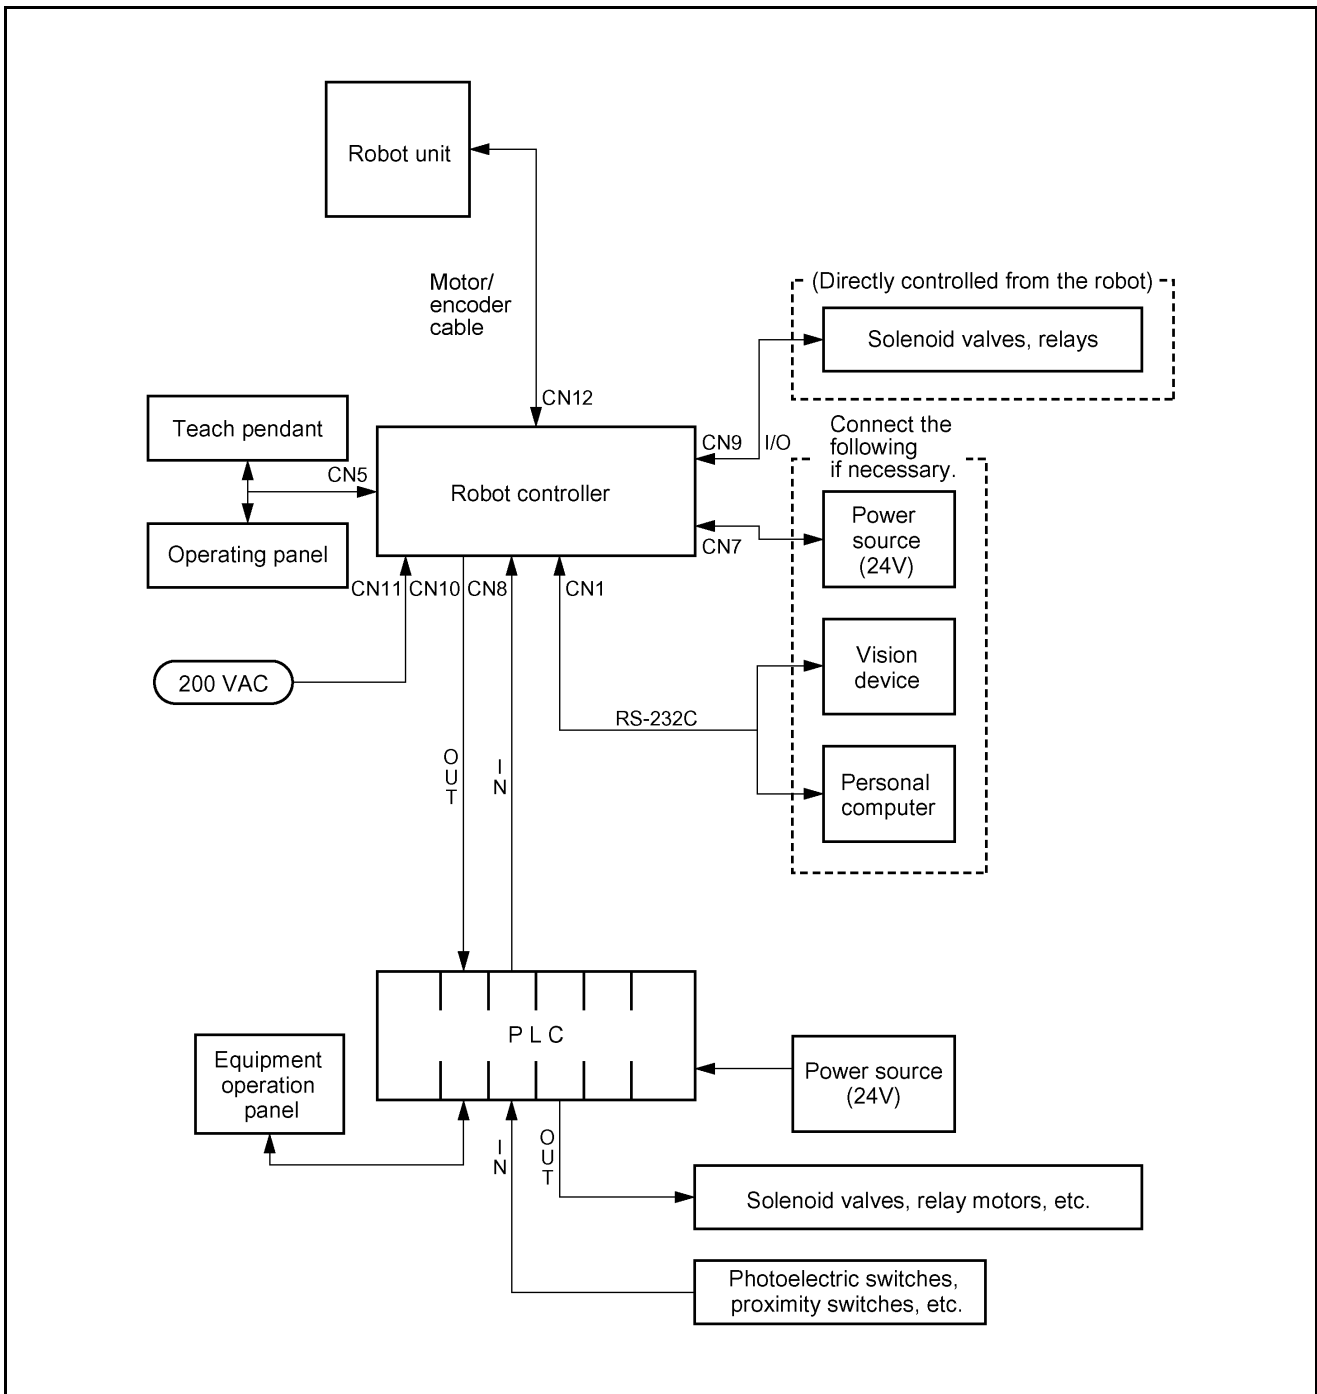 Robot unit
Motor/
encoder
cable
(Directly controlled from the robot)
Solenoid valves, relays
CN12
Teach pendant
CN9
I/O
Connect the
following
if necessary.
CN5
Robot controller
Power
source
(24V)
CN7
Operating panel
CN11
CN10
CN8
CN1
200 VAC
Vision
device
RS-232C
OUT
IN
Personal
computer
PLC
Equipment
operation
panel
Power source
(24V)
IN
OUT
Solenoid valves, relay motors, etc.
Photoelectric switches,
proximity switches, etc.